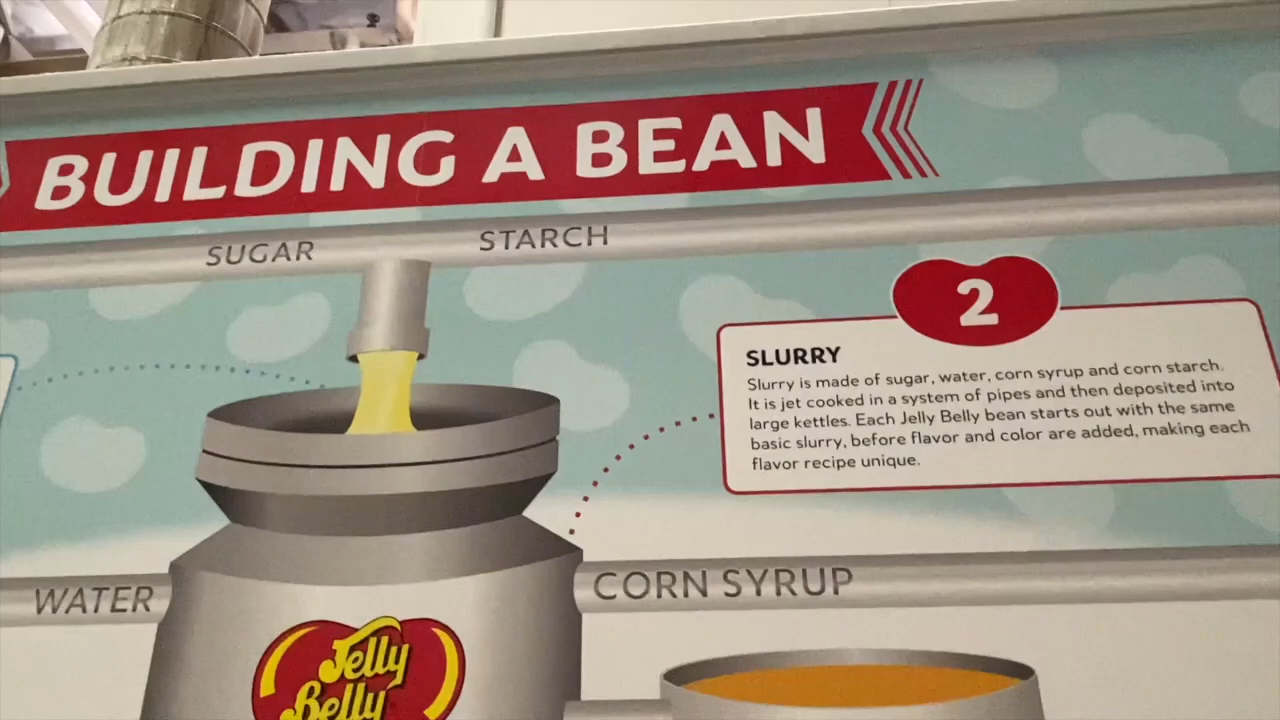 BUILDING A BEAN
SUGAR
STARCH
2
SLURRY
Slurry is made of sugar, water, corn syrup and corn starch.
It is jet cooked in a system of pipes and then deposited into
large kettles. Each Jelly Belly bean starts out with the same
basic slurry, before flavor and color are added, making each
flavor recipe unique.
WATER
CORN SYRUP
Jelly
Belly